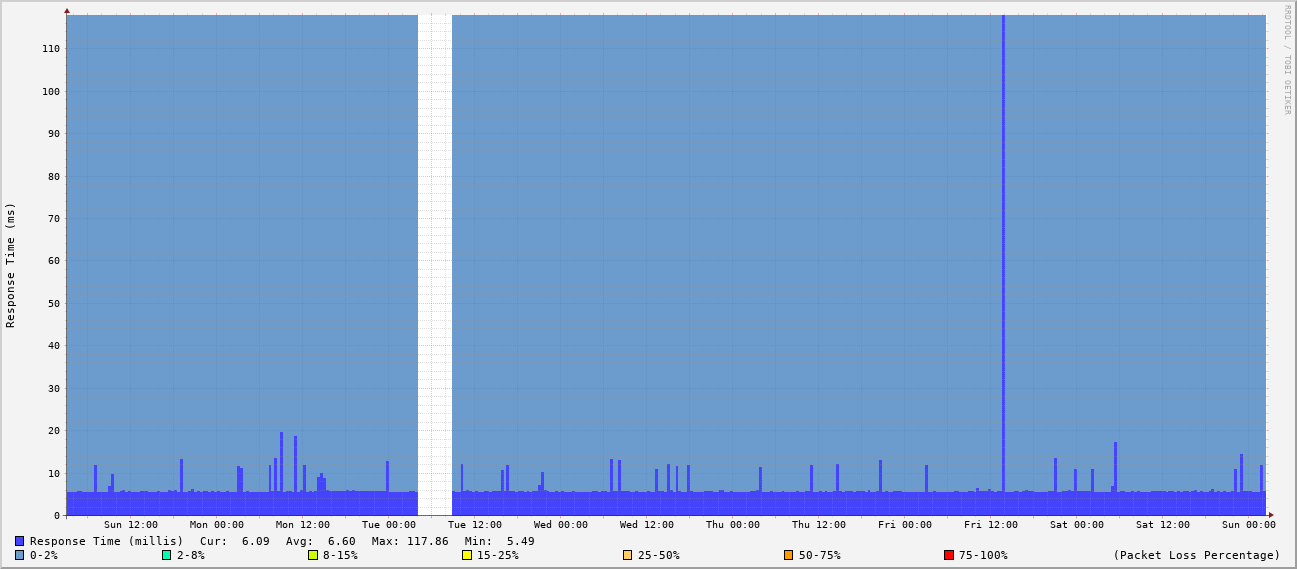 RRDTOOL / TOBI OETIKER
Response Time (ms)
110
100
90
80
70
60
50
40
30
20
10
0
Sun 12:00 Mon 00:00 Mon 12:00 Tue 00:00 Tue 12:00 Wed 00:00 Wed 12:00 Thu 00:00 Thu 12:00 Fri 00:00 Fri 12:00 Sat 00:00 Sat 12:00 Sun 00:00
Response Time (millis) Cur: 6.09 Avg: 6.60 Max: 117.86 Min: 5.49
0-2% 2-8% 8-15% 15-25% 25-50% 50-75% 75-100% (Packet Loss Percentage)